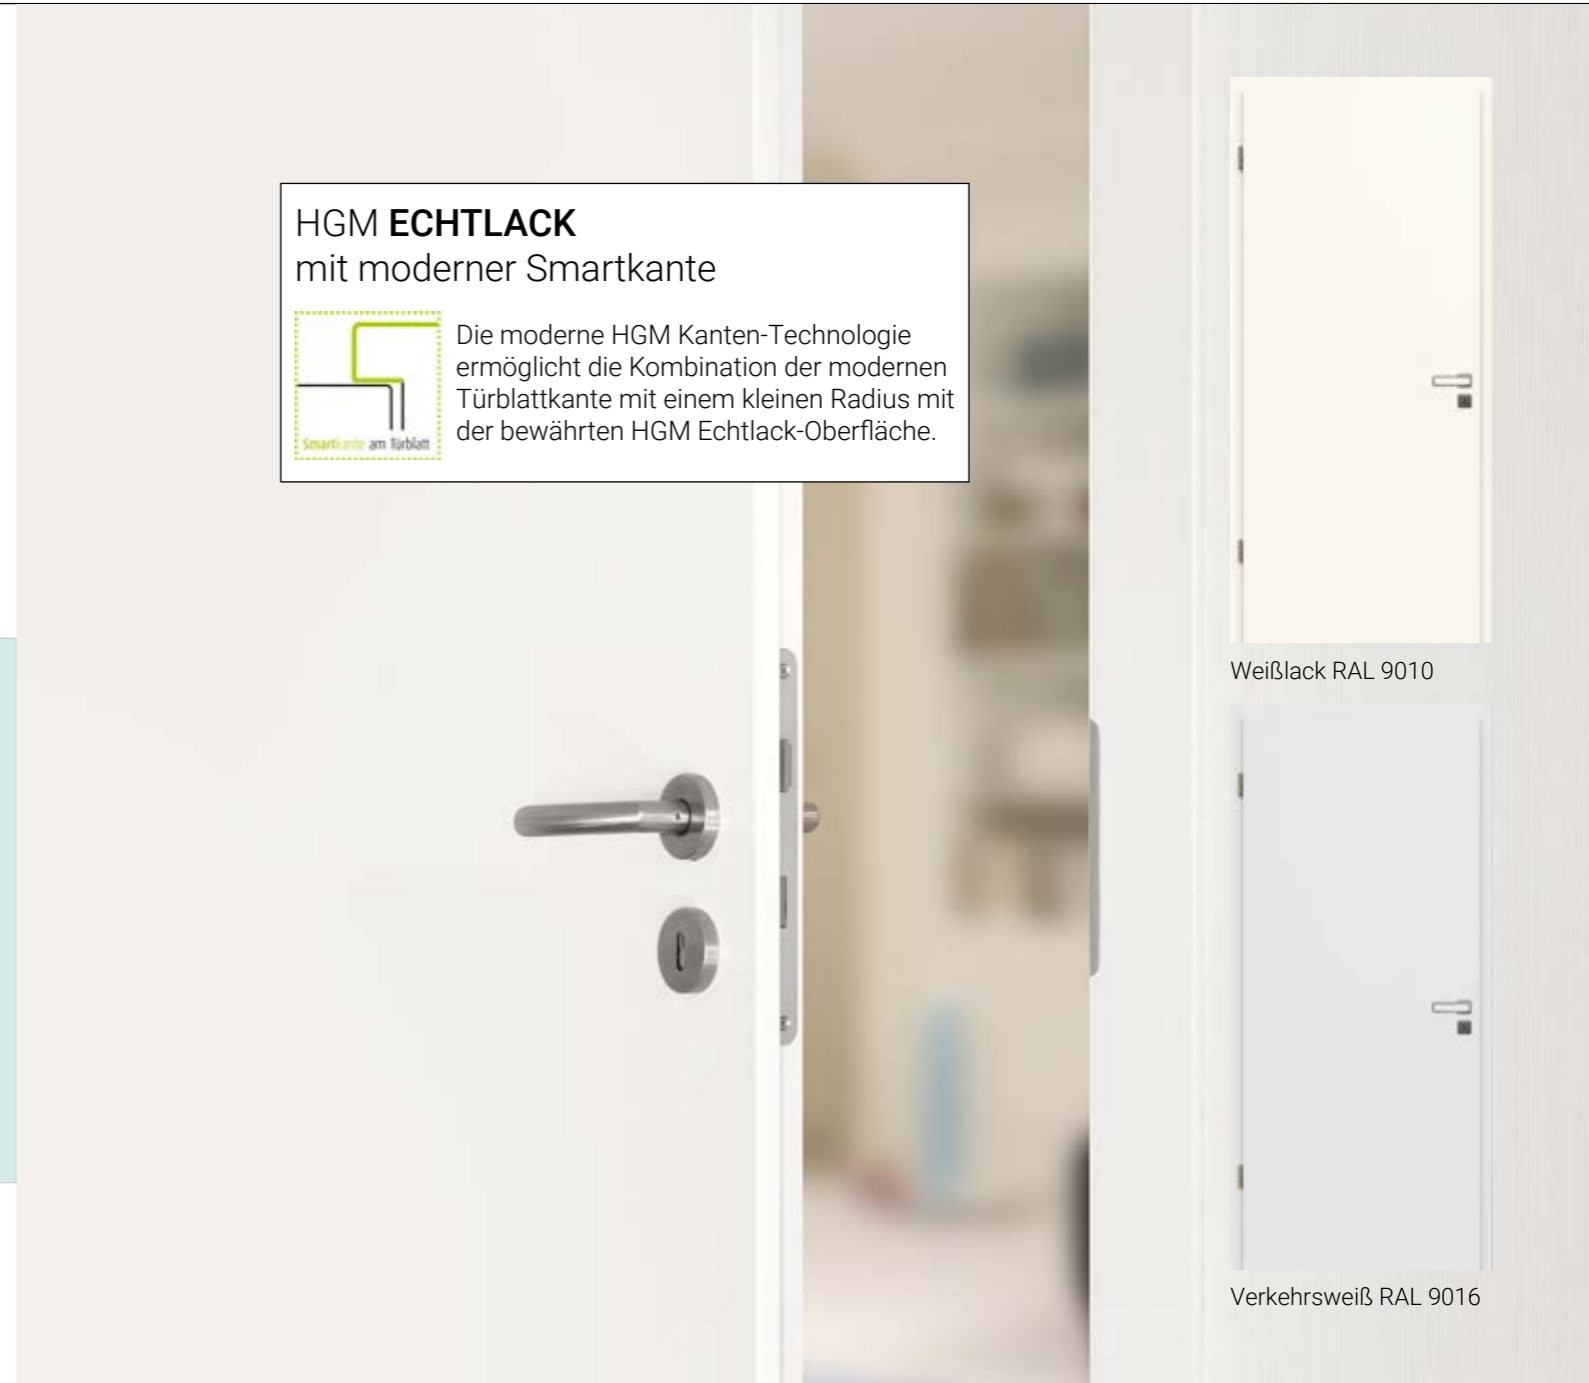 HGM ECHTLACK
mit moderner Smartkante
Die moderne HGM Kanten-Technologie
ermöglicht die Kombination der modernen
Türblattkante mit einem kleinen Radius mit
der bewährten HGM Echtlack-Oberfläche.
Smartkante am Türblatt
Weißlack RAL 9010
Verkehrsweiß RAL 9016